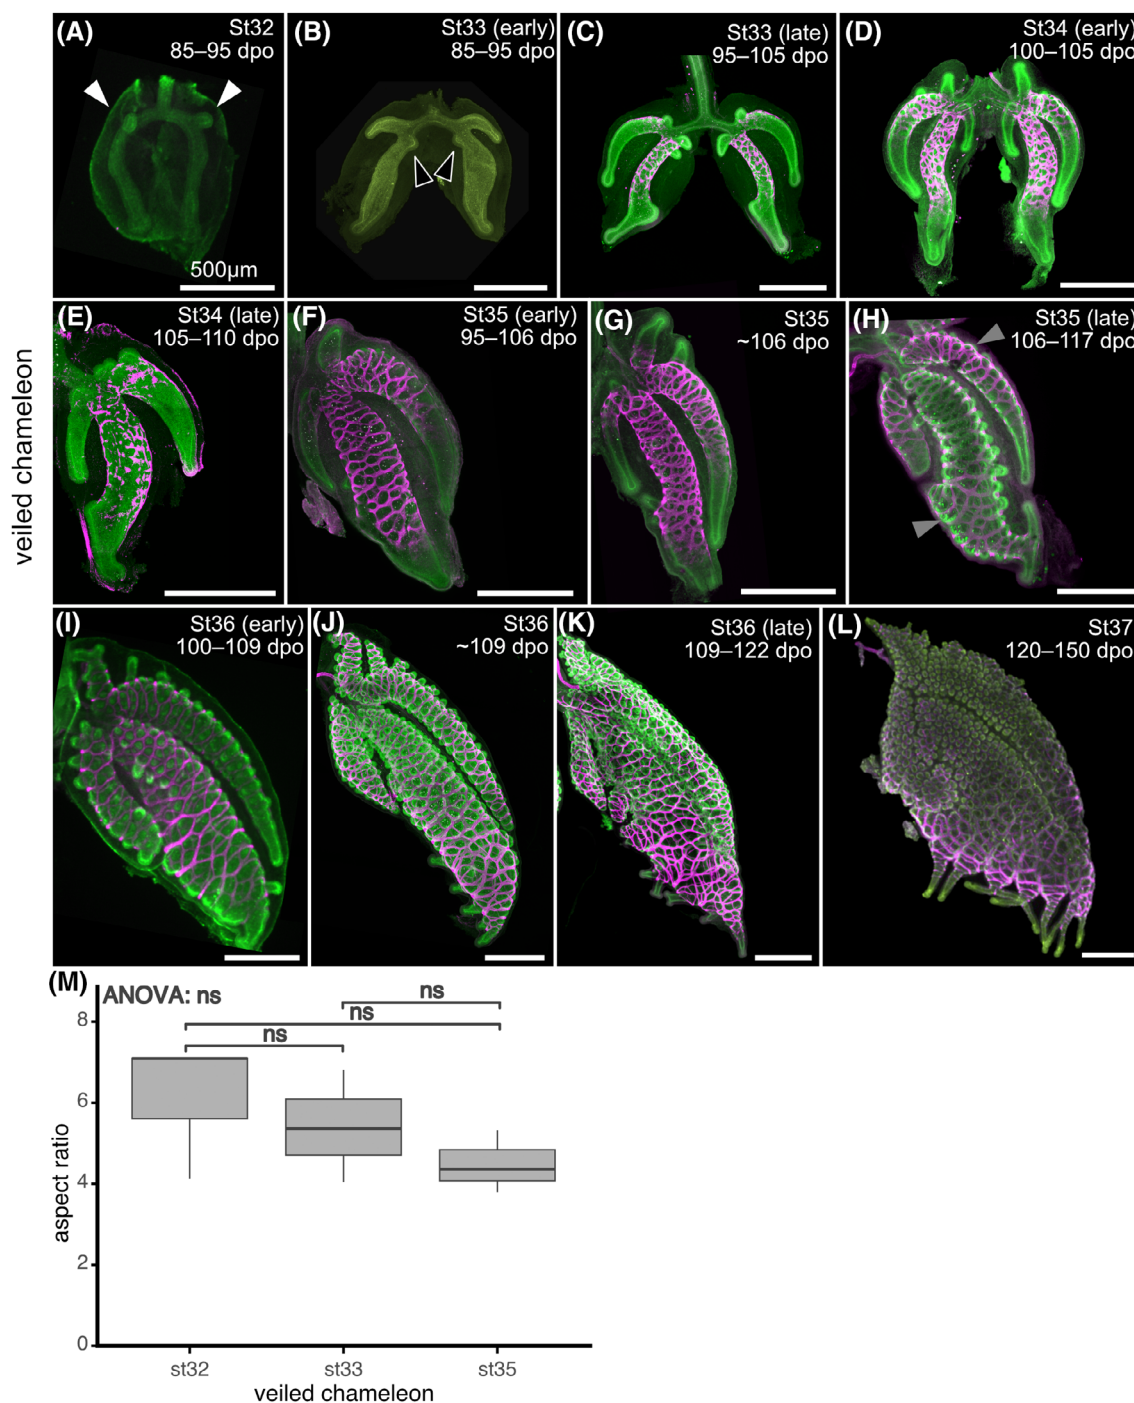 (A)
St32
85–95 dpo
500µm
(B)
St33 (early)
85–95 dpo
(C)
St33 (late)
95–105 dpo
(D)
St34 (early)
100–105 dpo
veiled chameleon
(E)
St34 (late)
105–110 dpo
(F)
St35 (early)
95–106 dpo
(G)
St35
~106 dpo
(H)
St35 (late)
106–117 dpo
(I)
St36 (early)
100–109 dpo
(J)
St36
~109 dpo
(K)
St36 (late)
109–122 dpo
(L)
St37
120–150 dpo
(M)
ANOVA: ns
ns
ns
ns
aspect ratio
8
6
4
2
0
st32
st33
st35
veiled chameleon